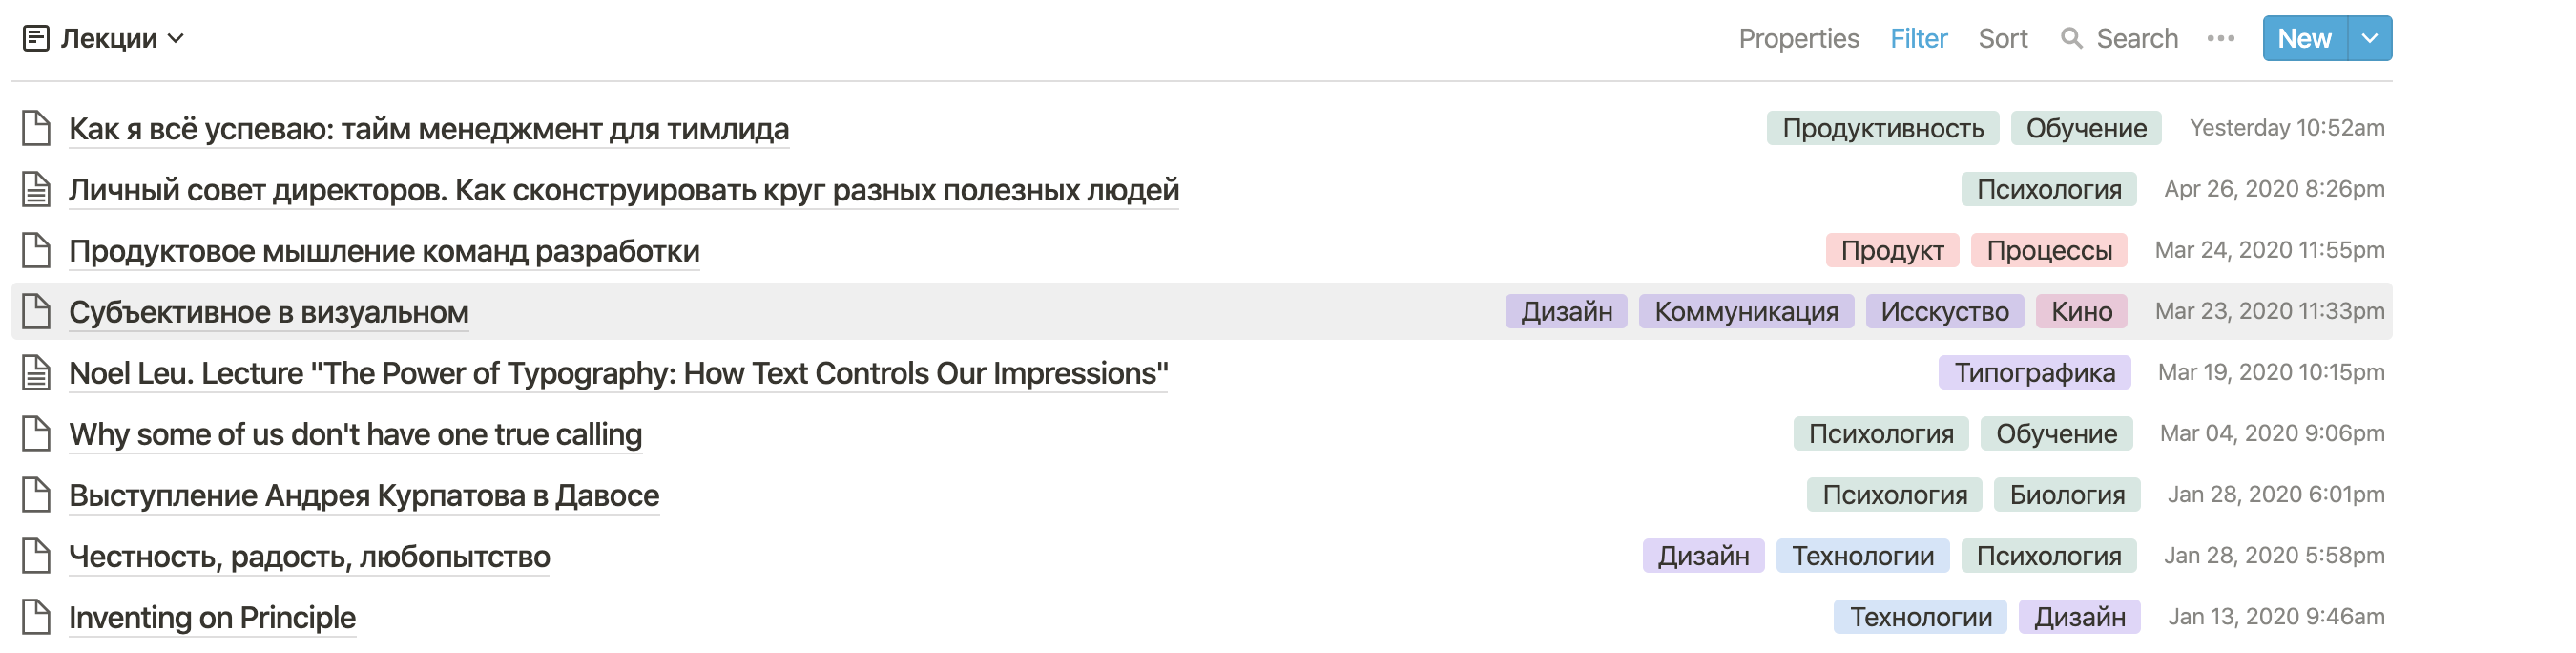 Лекции Properties Filter Sort Search New
Как я всё успеваю: тайм менеджмент для тимлида Продуктивность Обучение Yesterday 10:52am
Личный совет директоров. Как сконструировать круг разных полезных людей Психология Apr 26, 2020 8:26pm
Продуктовое мышление команд разработки Продукт Процессы Mar 24, 2020 11:55pm
Субъективное в визуальном Дизайн Коммуникация Исскуство Кино Mar 23, 2020 11:33pm
Noel Leu. Lecture "The Power of Typography: How Text Controls Our Impressions" Типографика Mar 19, 2020 10:15pm
Why some of us don't have one true calling Психология Обучение Mar 04, 2020 9:06pm
Выступление Андрея Курпатова в Давосе Психология Биология Jan 28, 2020 6:01pm
Честность, радость, любопытство Дизайн Технологии Психология Jan 28, 2020 5:58pm
Inventing on Principle Технологии Дизайн Jan 13, 2020 9:46am